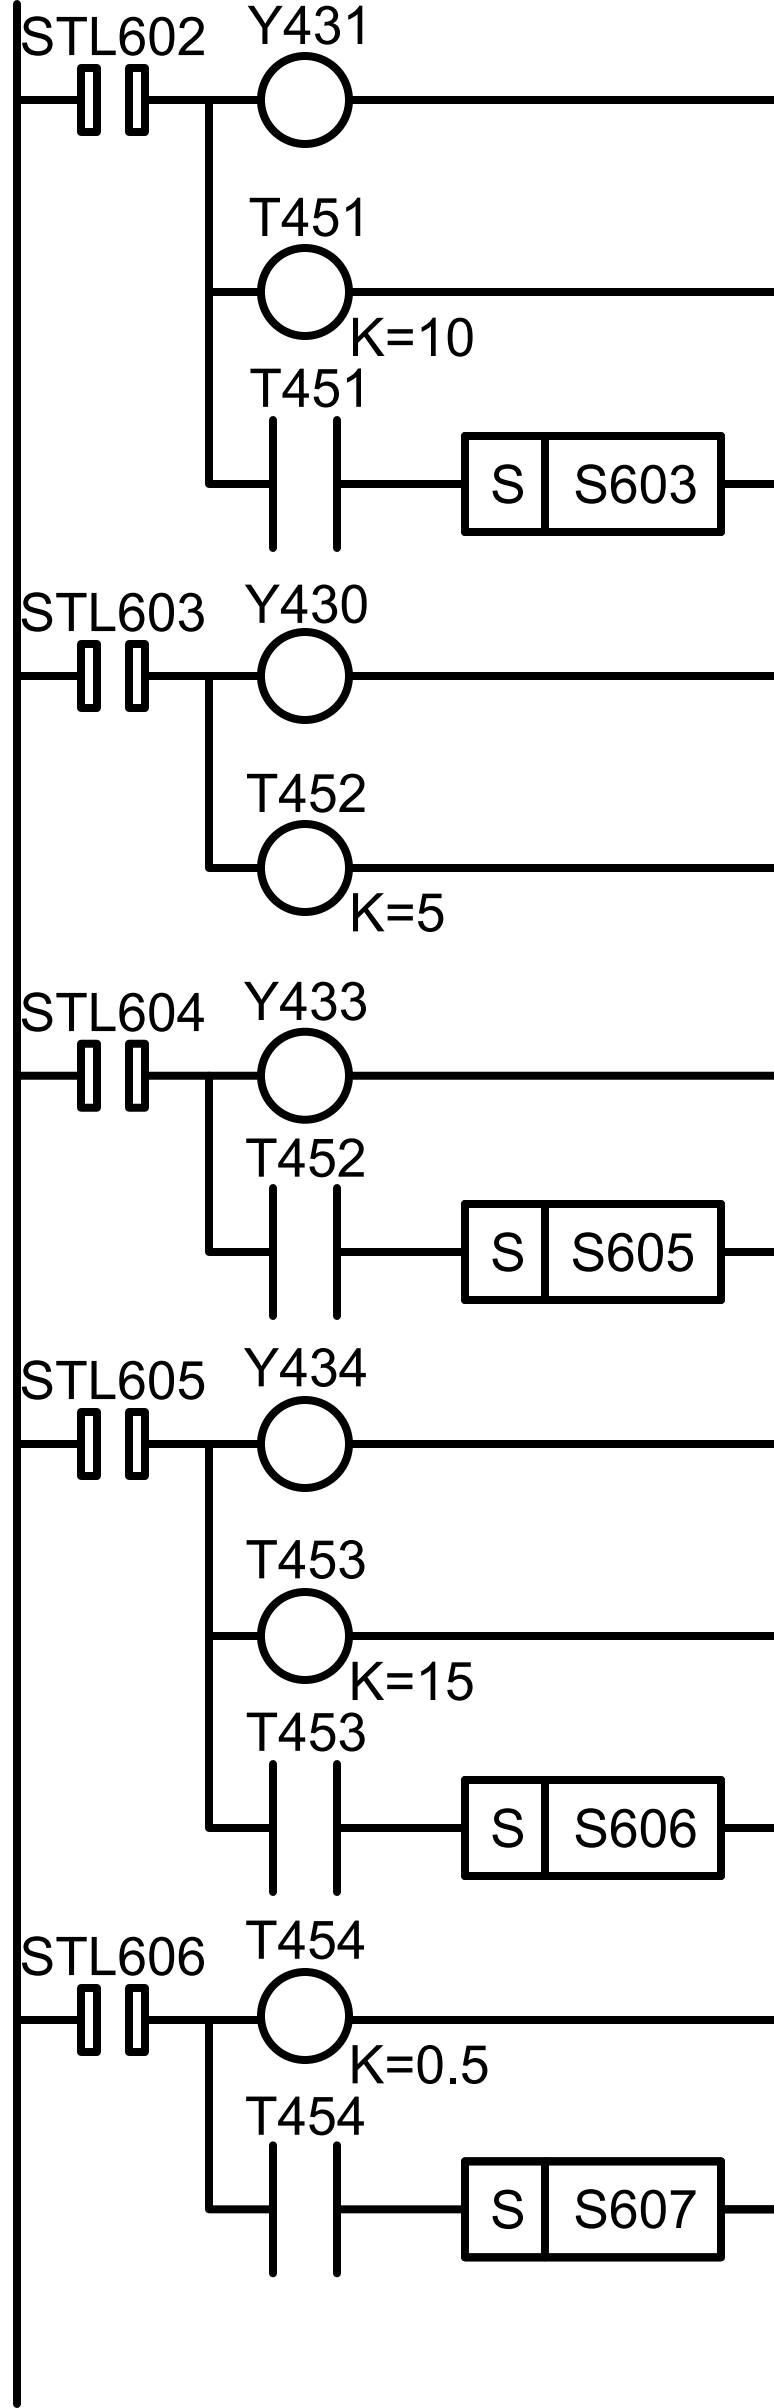 STL602 Y431
T451
K=10
T451
S S603
STL603 Y430
T452
K=5
STL604 Y433
T452
S S605
STL605 Y434
T453
K=15
T453
S S606
STL606 T454
K=0.5
T454
S S607